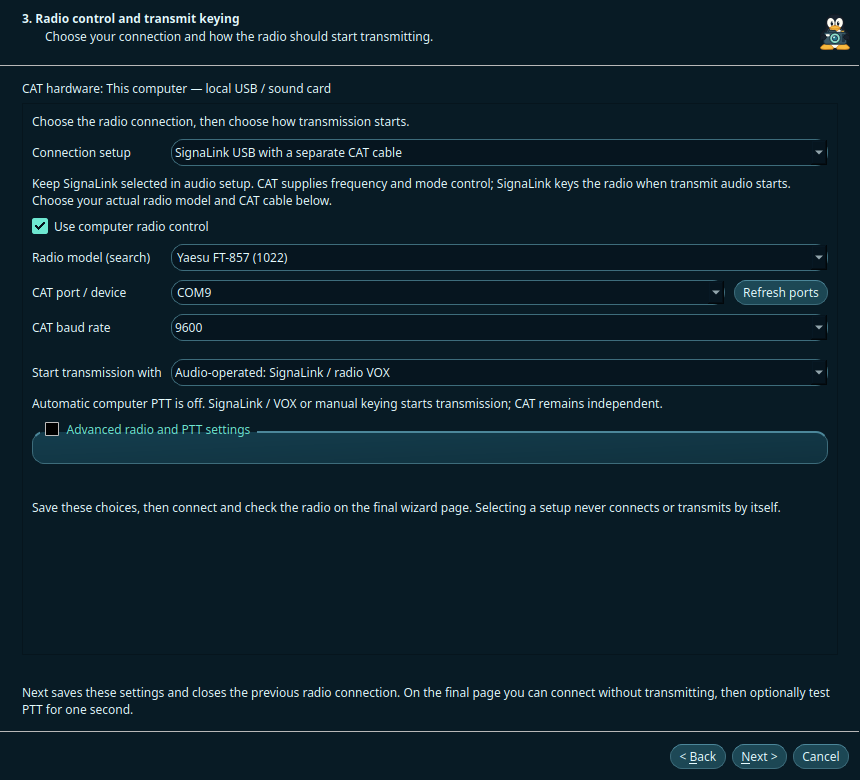 3. Radio control and transmit keying
Choose your connection and how the radio should start transmitting.
CAT hardware: This computer — local USB / sound card
Choose the radio connection, then choose how transmission starts.
Connection setup SignaLink USB with a separate CAT cable
Keep SignaLink selected in audio setup. CAT supplies frequency and mode control; SignaLink keys the radio when transmit audio starts.
Choose your actual radio model and CAT cable below.
Use computer radio control
Radio model (search) Yaesu FT-857 (1022)
CAT port / device COM9 Refresh ports
CAT baud rate 9600
Start transmission with Audio-operated: SignaLink / radio VOX
Automatic computer PTT is off. SignaLink / VOX or manual keying starts transmission; CAT remains independent.
Advanced radio and PTT settings
Save these choices, then connect and check the radio on the final wizard page. Selecting a setup never connects or transmits by itself.
Next saves these settings and closes the previous radio connection. On the final page you can connect without transmitting, then optionally test
PTT for one second.
< Back Next > Cancel